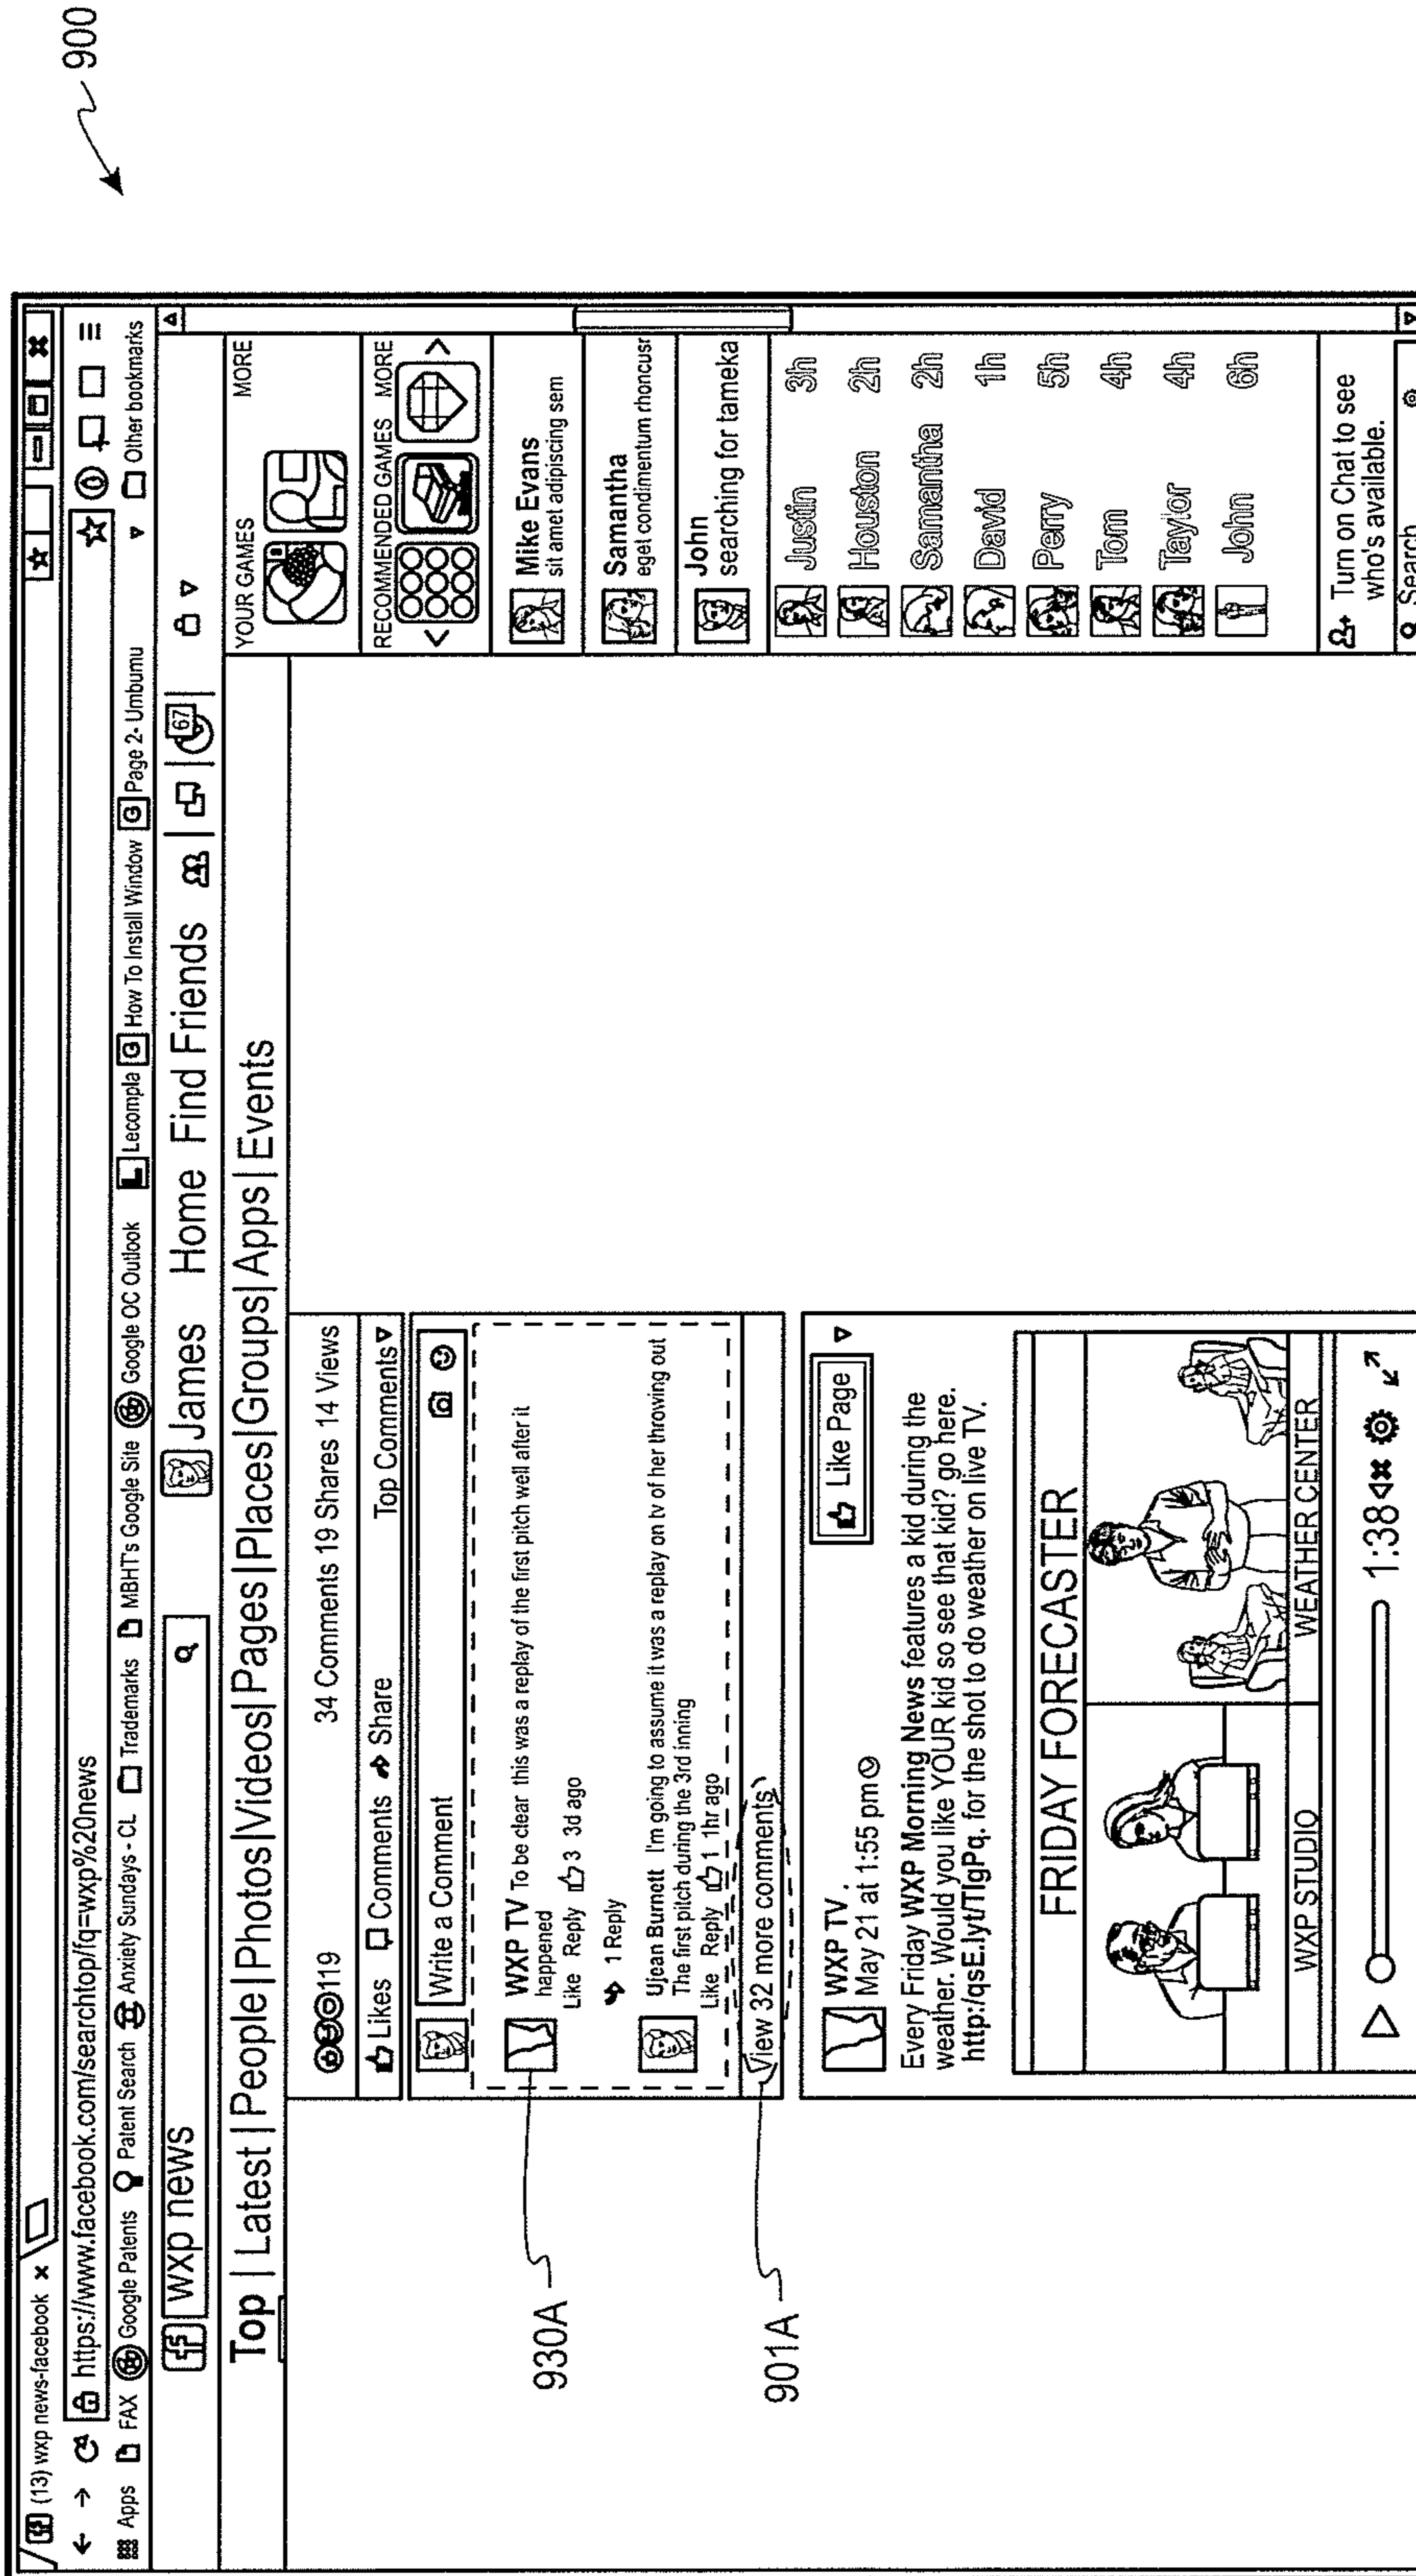 900
(13) wxp news-facebook
https://www.facebook.com/searchtop/fq=wxp%20news
Apps FAX Google Patents Patent Search Anxiety Sundays - CL Trademarks MBHT's Google Site Google OC Outlook Lecompla G How To Install Window G Page 2- Umbumu Other bookmarks
wxp news James Home Find Friends 67
Top | Latest | People | Photos | Videos | Pages | Places | Groups | Apps | Events
119 34 Comments 19 Shares 14 Views
Likes Comments Share Top Comments
Write a Comment
WXP TV To be clear this was a replay of the first pitch well after it
happened
Like Reply 3 3d ago
1 Reply
Ujean Burnett I'm going to assume it was a replay on tv of her throwing out
The first pitch during the 3rd inning
Like Reply 1 1hr ago
View 32 more comments
930A
901A
WXP TV
May 21 at 1:55 pm
Like Page
Every Friday WXP Morning News features a kid during the
weather. Would you like YOUR kid so see that kid? go here.
http:/qsE.lyt/TIgPq. for the shot to do weather on live TV.
FRIDAY FORECASTER
WXP STUDIO WEATHER CENTER
1:38
YOUR GAMES MORE
8
RECOMMENDED GAMES MORE
Mike Evans
sit amet adipiscing sem
Samantha
eget condimentum rhoncusr
John
searching for tameka
Justin 3h
Houston 2h
Samantha 2h
David 1h
Perry 5h
Tom 4h
Taylor 4h
John 6h
Turn on Chat to see
who's available.
Search